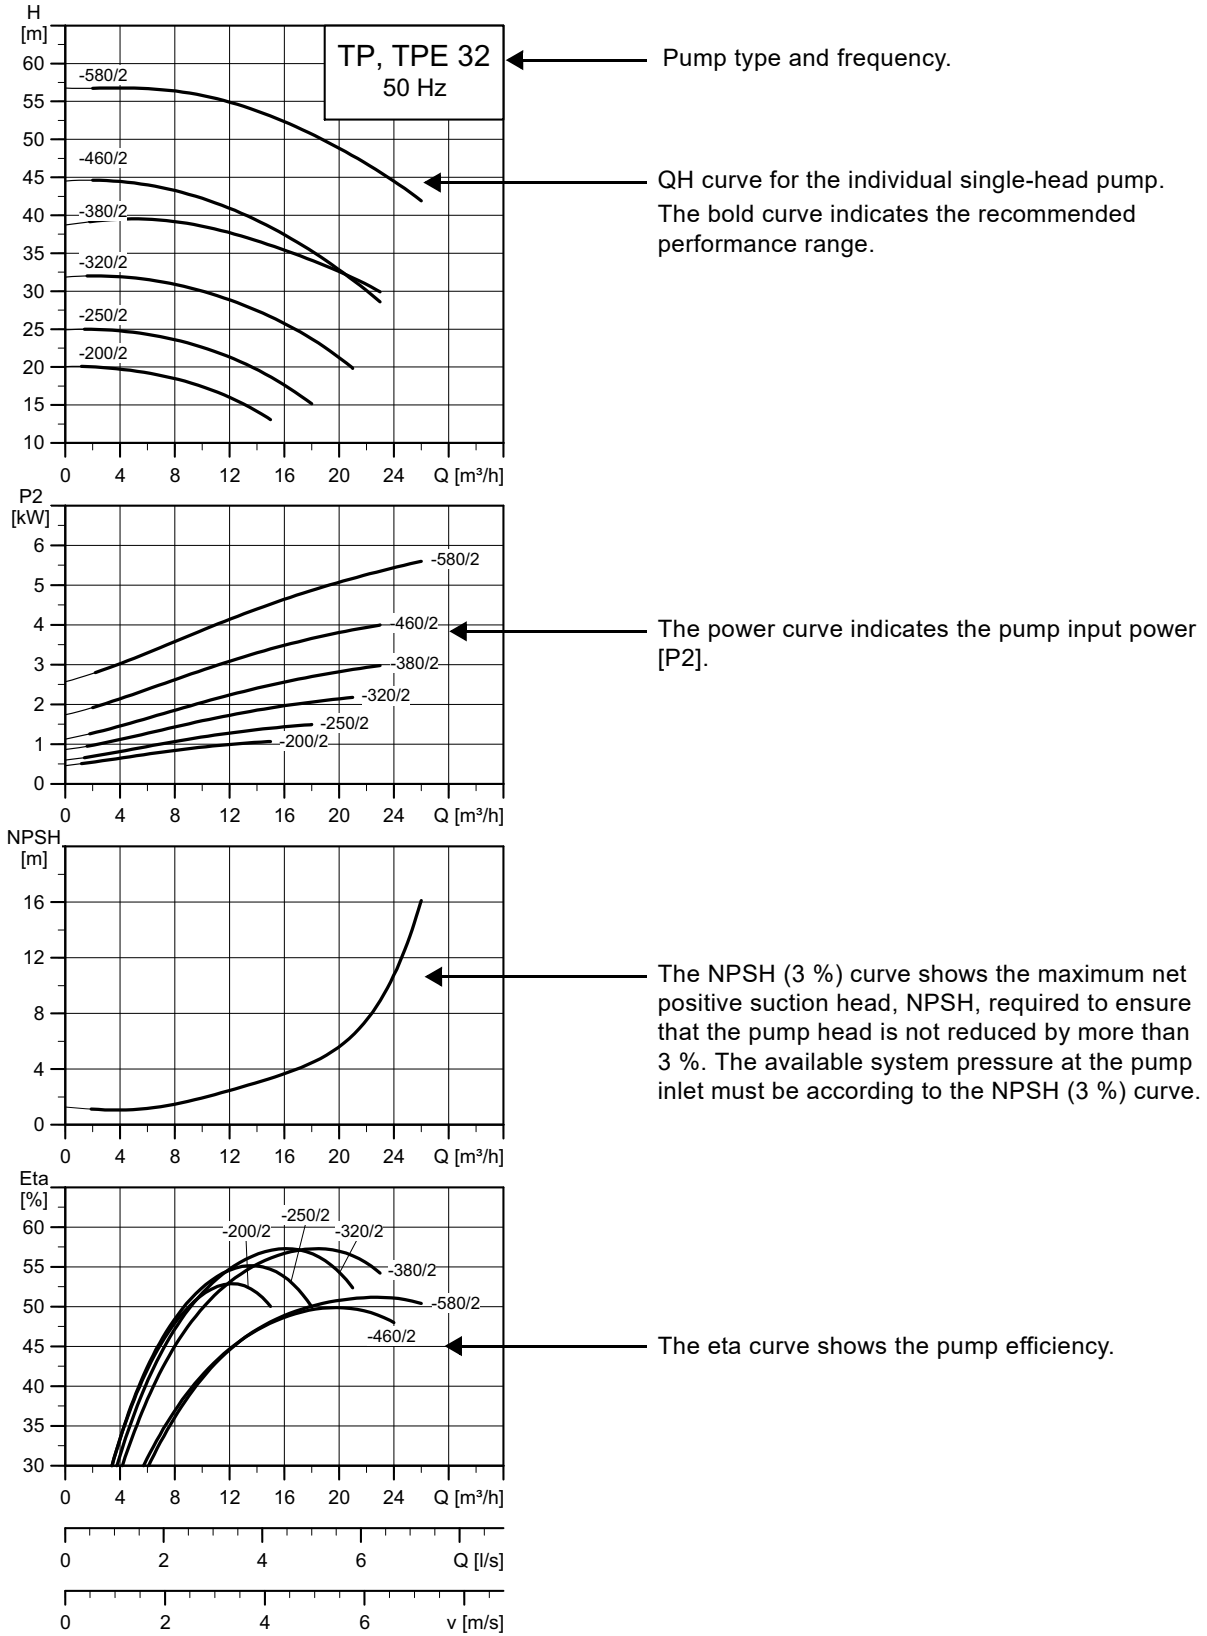 H
[m]
TP, TPE 32
50 Hz
Pump type and frequency.
60
-580/2
55
50
-460/2
45
QH curve for the individual single-head pump.
The bold curve indicates the recommended
performance range.
-380/2
40
35
-320/2
30
-250/2
25
-200/2
20
15
10
0 4 8 12 16 20 24 Q [m³/h]
P2
[kW]
6
-580/2
5
4
-460/2
The power curve indicates the pump input power
[P2].
3
-380/2
2
-320/2
-250/2
1
-200/2
0
0 4 8 12 16 20 24 Q [m³/h]
NPSH
[m]
16
12
The NPSH (3 %) curve shows the maximum net
positive suction head, NPSH, required to ensure
that the pump head is not reduced by more than
3 %. The available system pressure at the pump
inlet must be according to the NPSH (3 %) curve.
8
4
0
0 4 8 12 16 20 24 Q [m³/h]
Eta
[%]
-250/2
60
-200/2
-320/2
55
-380/2
50
-580/2
-460/2
45
The eta curve shows the pump efficiency.
40
35
30
0 4 8 12 16 20 24 Q [m³/h]
0 2 4 6 Q [l/s]
0 2 4 6 v [m/s]